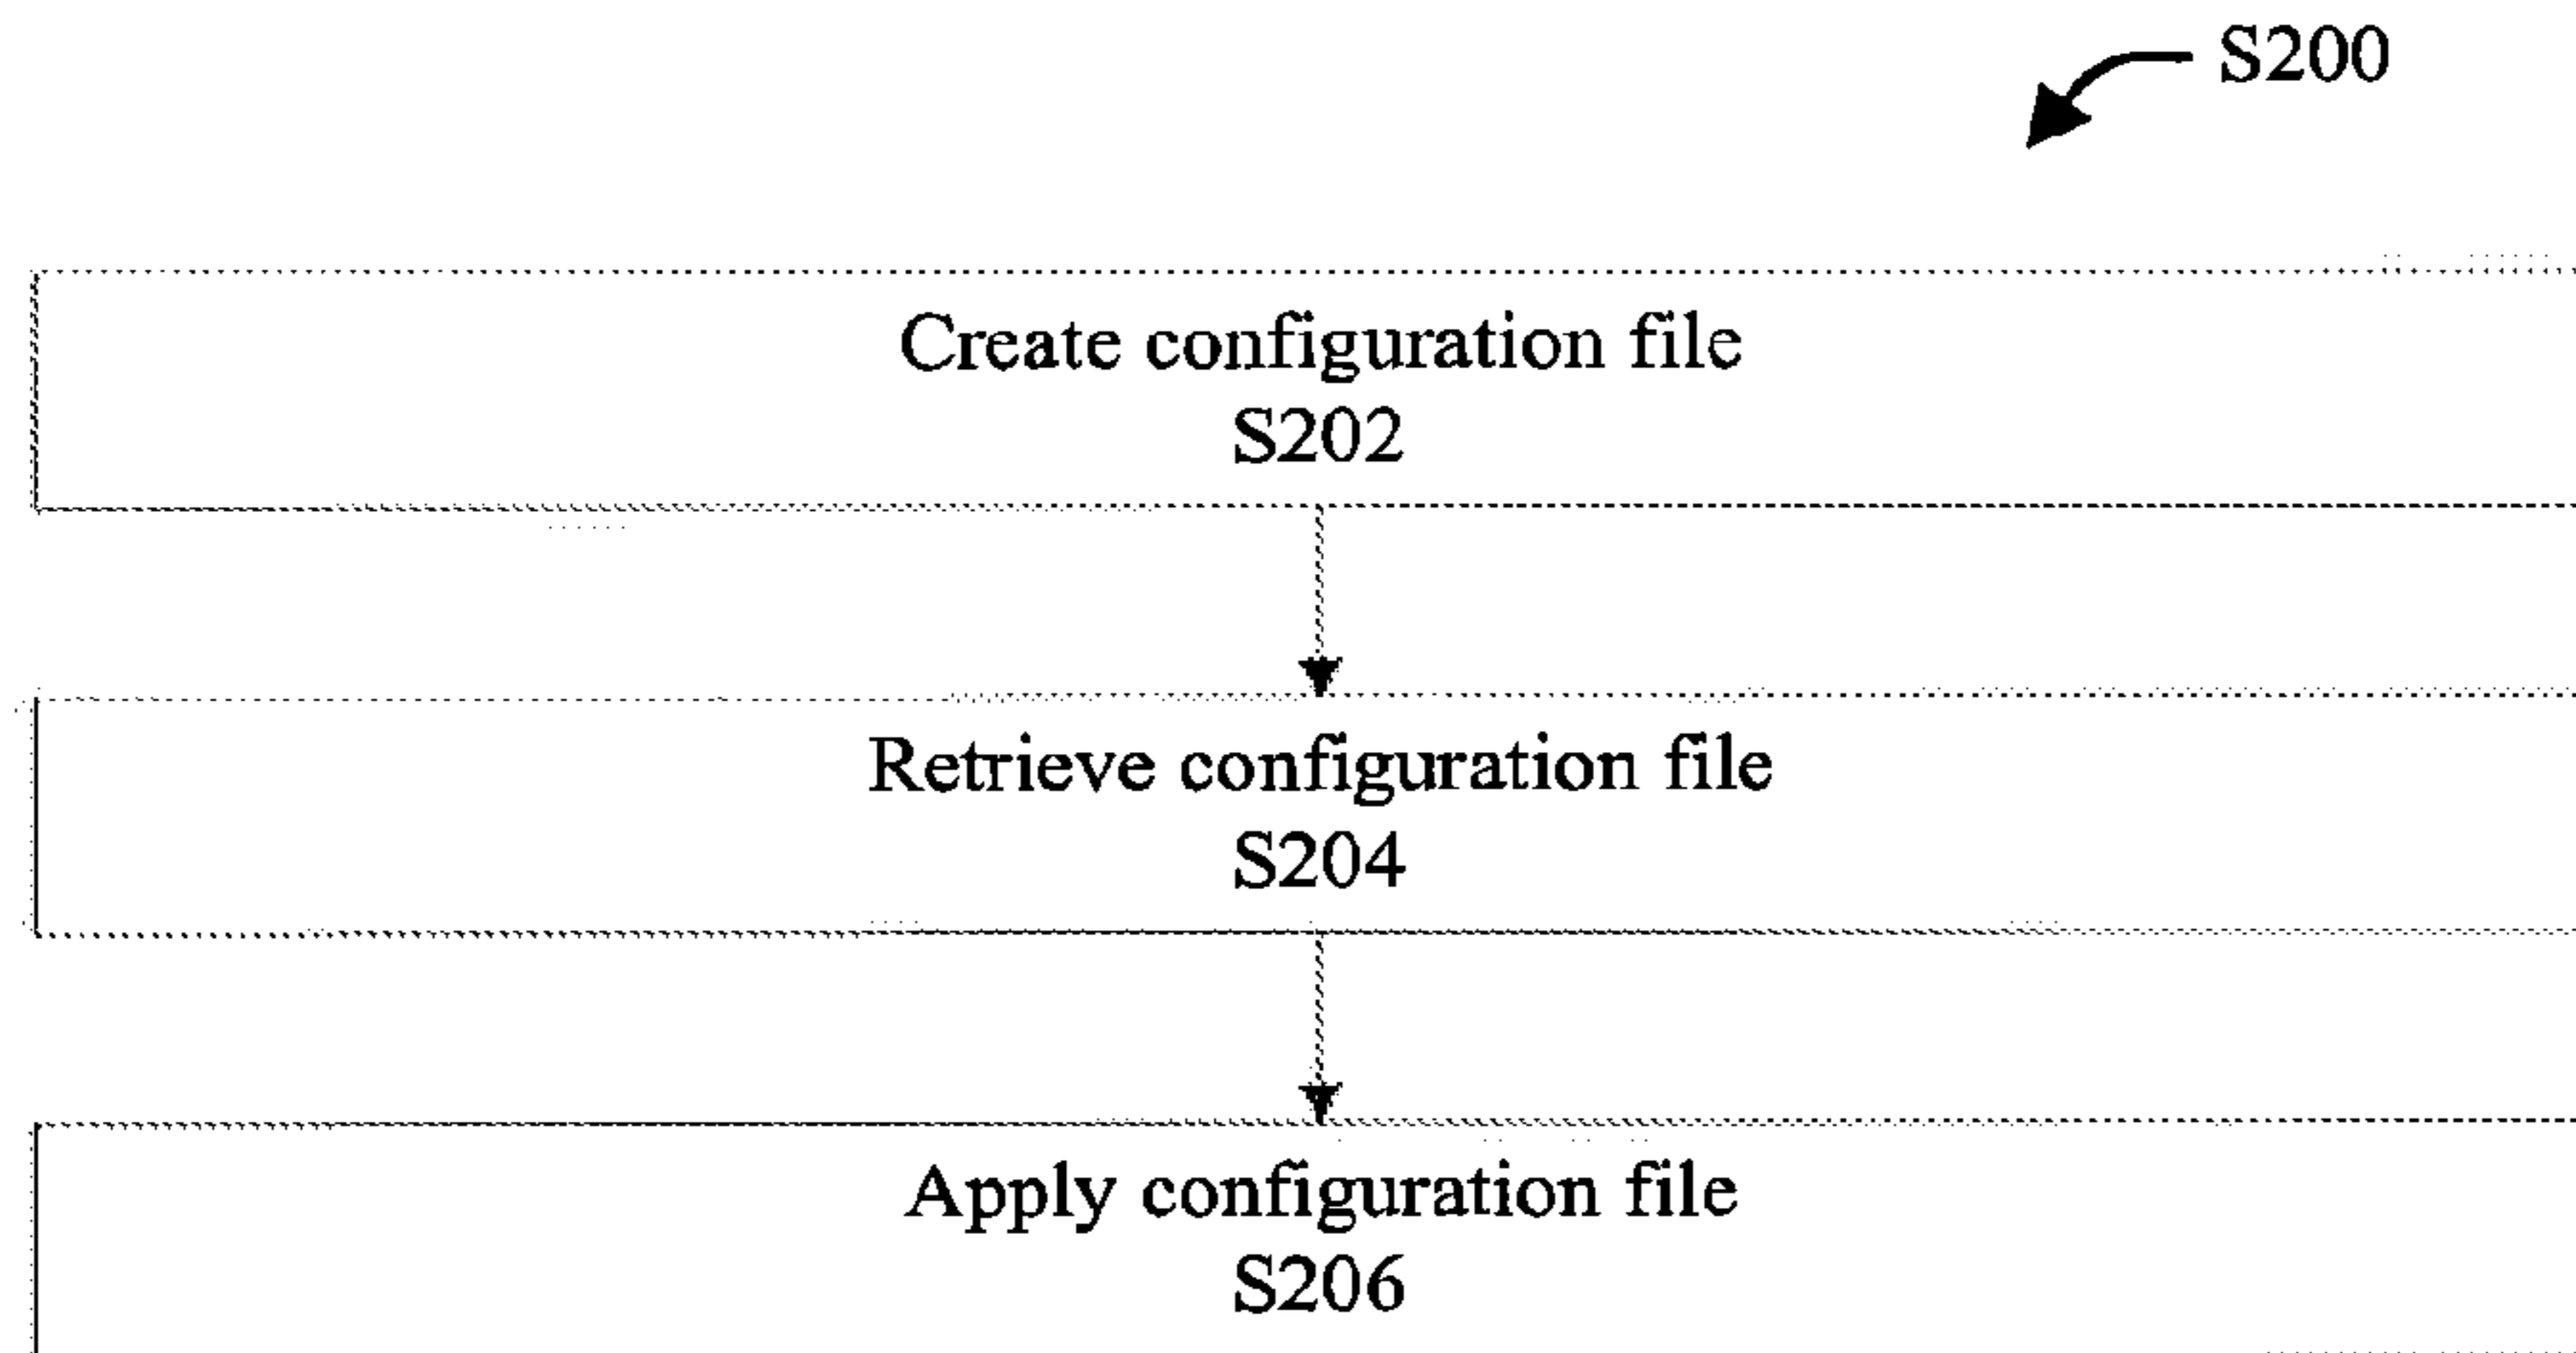 S200
Create configuration file
S202
Retrieve configuration file
S204
Apply configuration file
S206